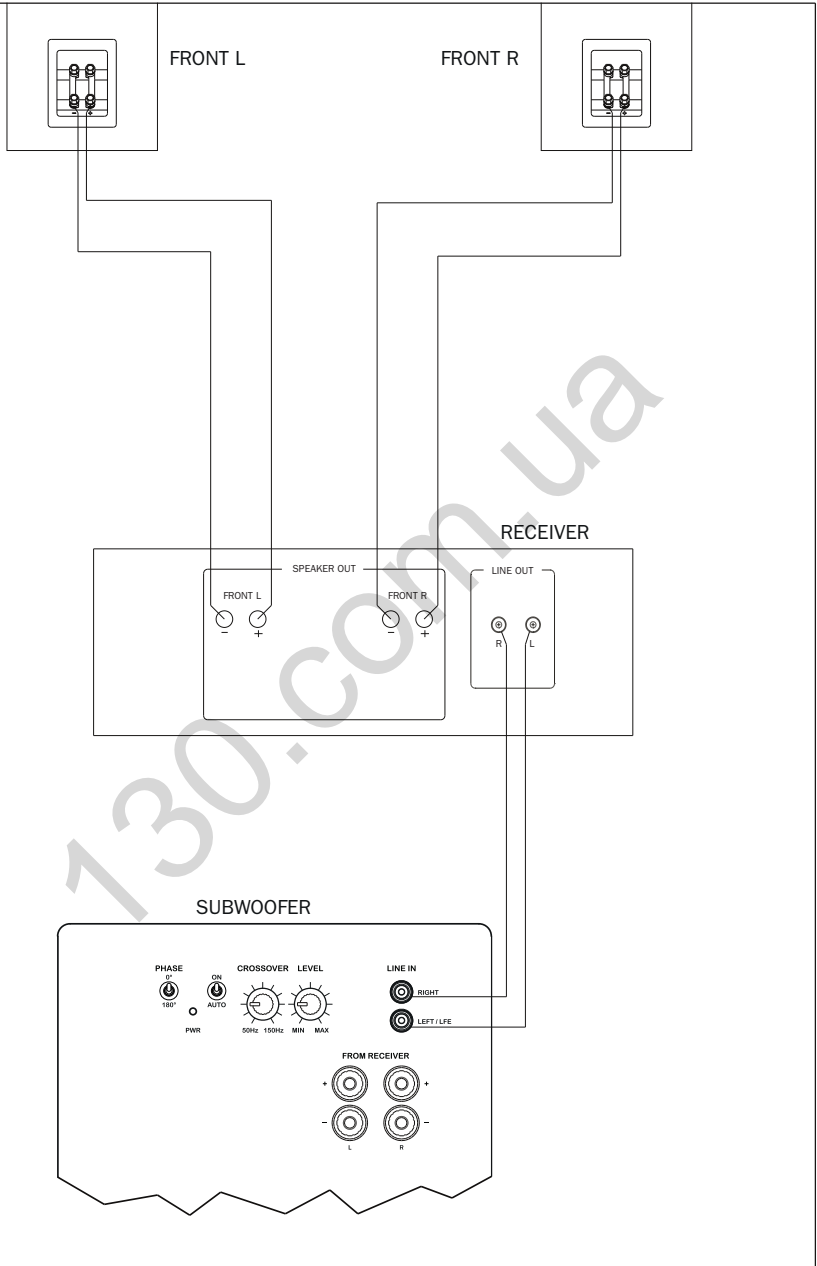 FRONT L
FRONT R
- +
- +
RECEIVER
SPEAKER OUT
LINE OUT
FRONT L
FRONT R
- +
- +
R L
130.com.ua
SUBWOOFER
PHASE
0°
180°
ON
AUTO
PWR
CROSSOVER
50Hz 150Hz
LEVEL
MIN MAX
LINE IN
RIGHT
LEFT / LFE
FROM RECEIVER
+ +
- -
L R